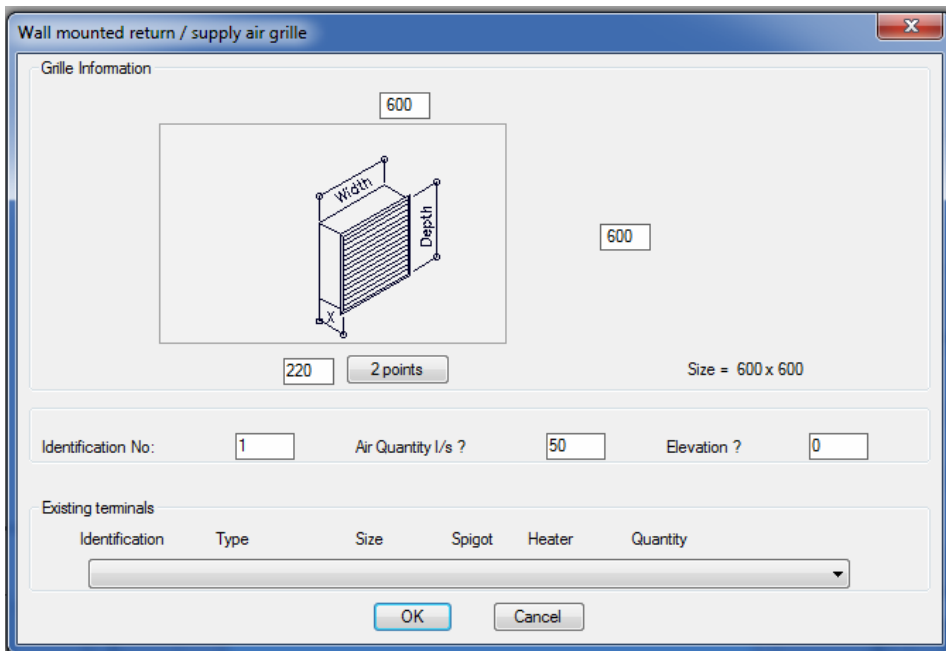 Wall mounted return / supply air grille
Grille Information
600
Width
Depth
600
X
220 2 points Size = 600 x 600
Identification No: 1 Air Quantity l/s ? 50 Elevation ? 0
Existing terminals
Identification Type Size Spigot Heater Quantity
OK Cancel